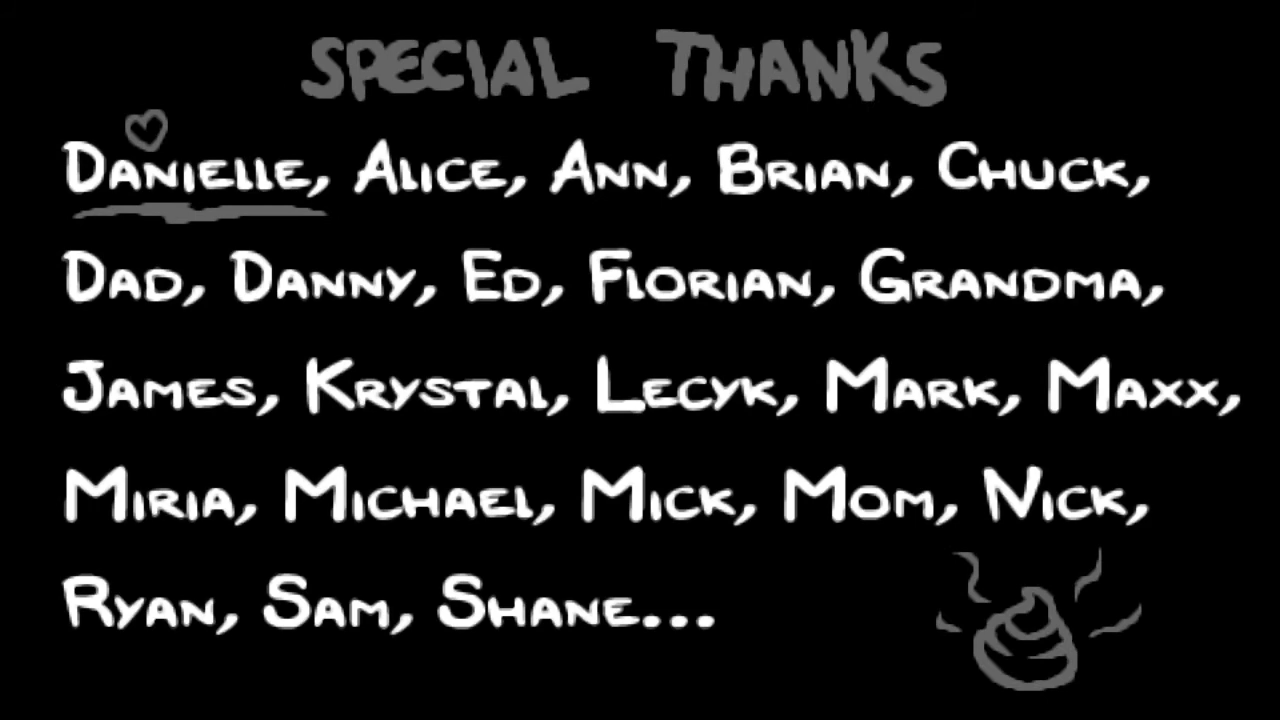 SPECIAL THANKS
DANIELLE, ALICE, ANN, BRIAN, CHUCK,
DAD, DANNY, ED, FLORIAN, GRANDMA,
JAMES, KRYSTAL, LECYK, MARK, MAXX,
MIRIA, MICHAEL, MICK, MOM, NICK,
RYAN, SAM, SHANE...